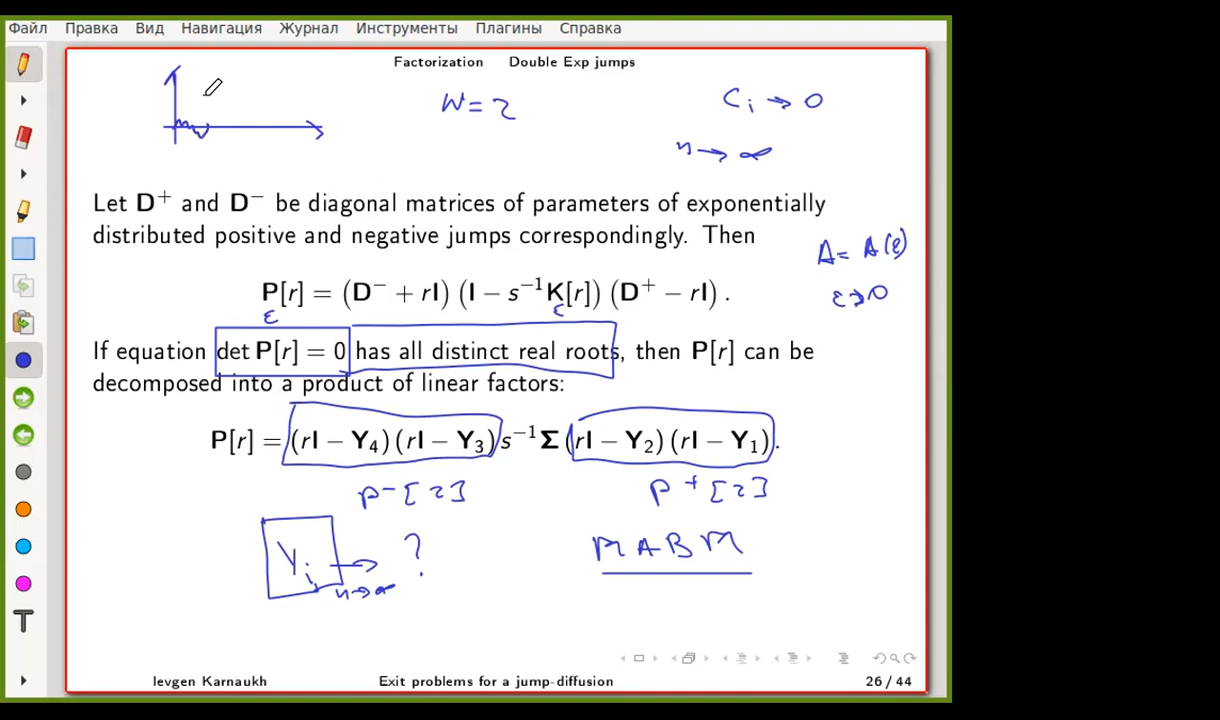 Файл Правка Вид Навигация Журнал Инструменты Плагины Справка
Factorization Double Exp jumps
W = 2
C_i → 0
n → ∞
Let D⁺ and D⁻ be diagonal matrices of parameters of exponentially
distributed positive and negative jumps correspondingly. Then
A = A(ε)
ε → 0
P[r] = (D⁻ + rI) (I − s⁻¹K[r]) (D⁺ − rI) .
ε ε
If equation det P[r] = 0 has all distinct real roots, then P[r] can be
decomposed into a product of linear factors:
P[r] = (rI − Y₄) (rI − Y₃) s⁻¹Σ (rI − Y₂) (rI − Y₁) .
P⁻[r] P⁺[r]
Y_i → ?
n → ∞
MABM
T
Ievgen Karnaukh Exit problems for a jump-diffusion 26 / 44